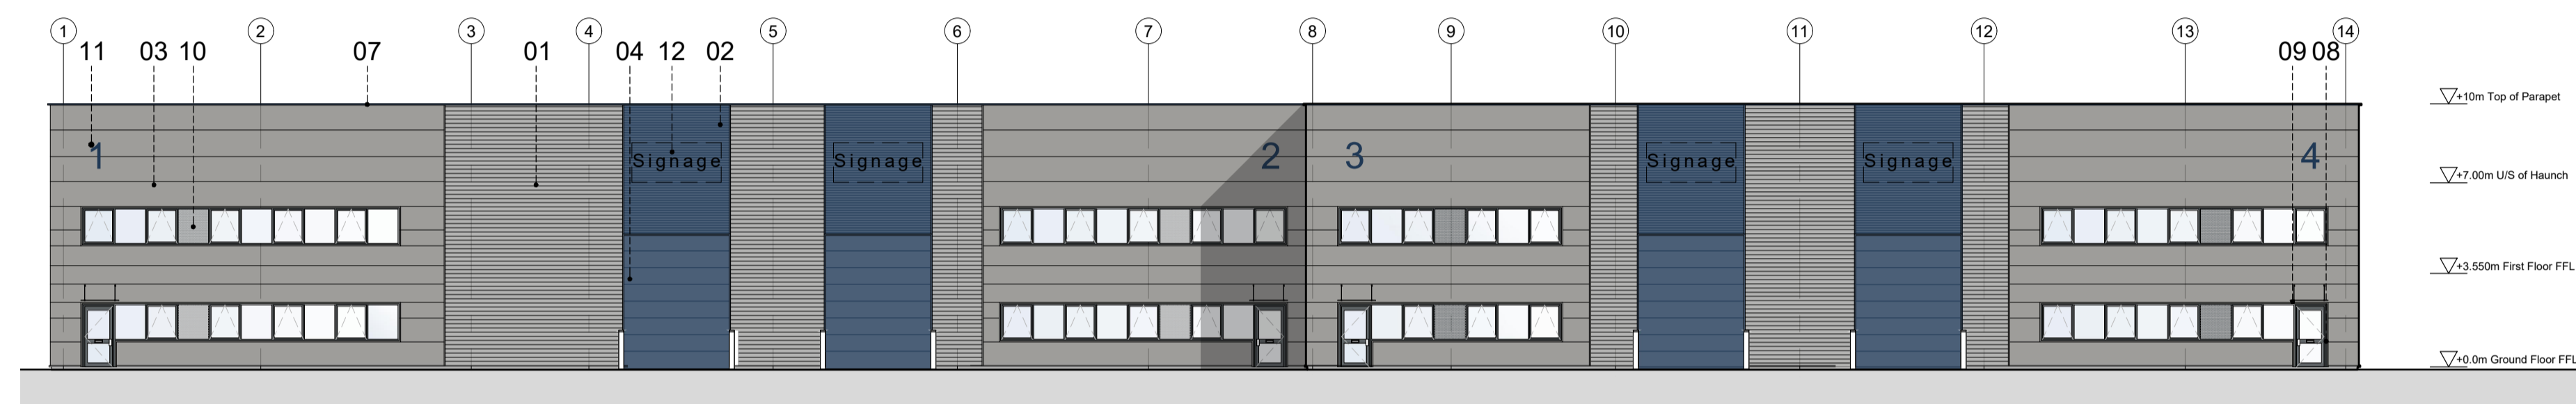 1 2 3 4 5 6 7 8 9 10 11 12 13 14
11 03 10 07 01 04 12 02 09 08
+10m Top of Parapet
1 Signage Signage 2 3 Signage Signage 4
+7.00m U/S of Haunch
+3.550m First Floor FFL
+0.0m Ground Floor FFL